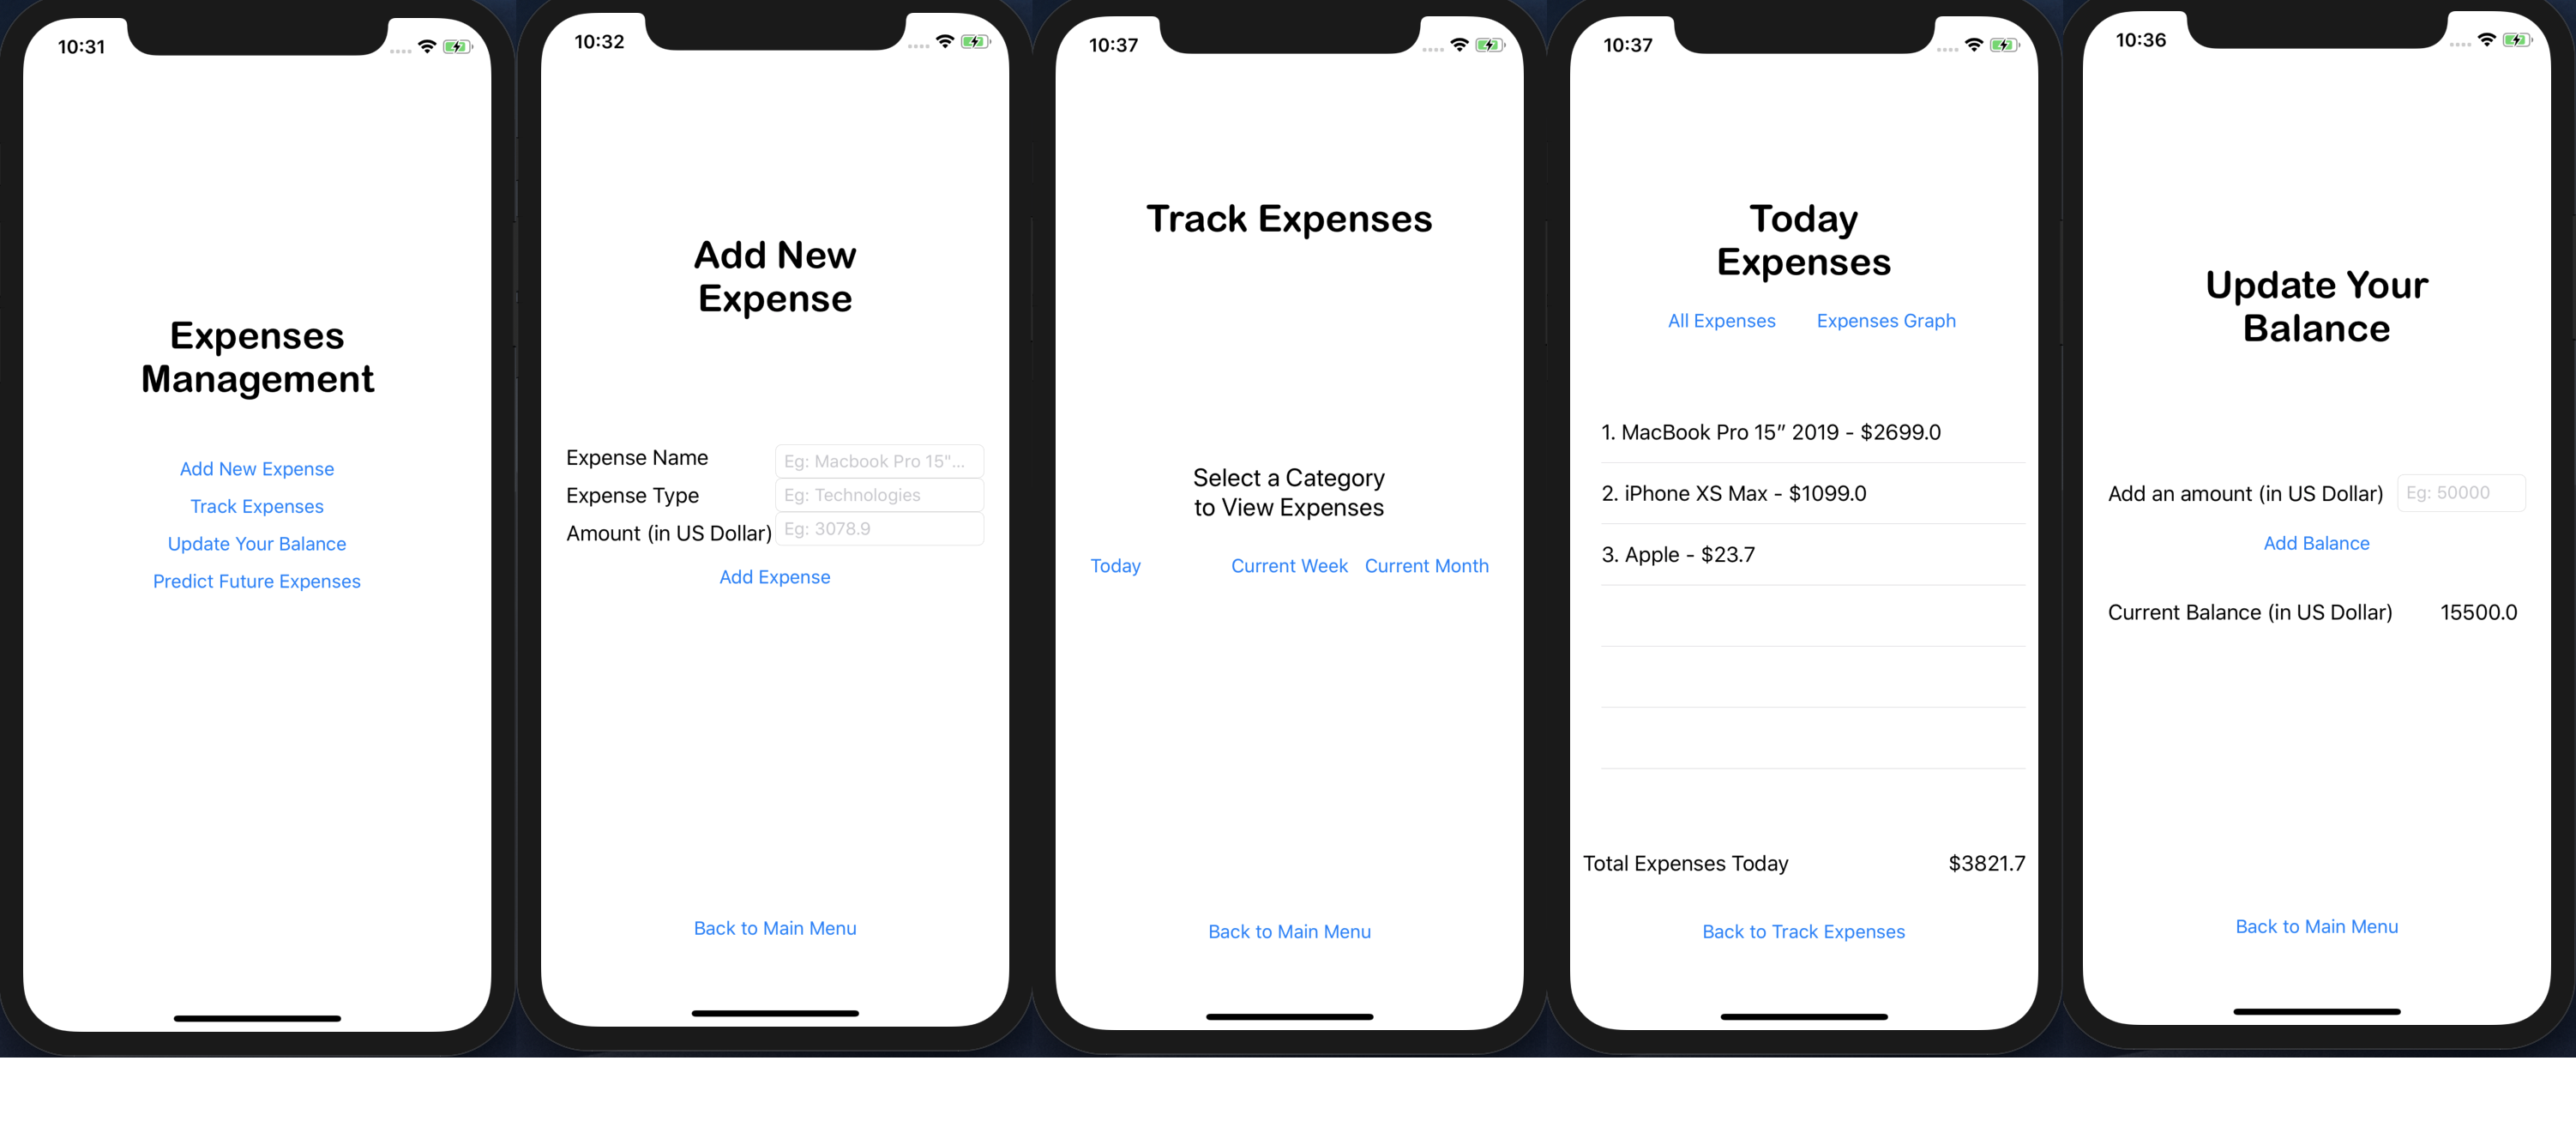 10:31
Expenses
Management
Add New Expense
Track Expenses
Update Your Balance
Predict Future Expenses
10:32
Add New
Expense
Expense Name
Eg: Macbook Pro 15"...
Expense Type
Eg: Technologies
Amount (in US Dollar)
Eg: 3078.9
Add Expense
Back to Main Menu
10:37
Track Expenses
Select a Category
to View Expenses
Today
Current Week
Current Month
Back to Main Menu
10:37
Today
Expenses
All Expenses
Expenses Graph
1. MacBook Pro 15” 2019 - $2699.0
2. iPhone XS Max - $1099.0
3. Apple - $23.7
Total Expenses Today
$3821.7
Back to Track Expenses
10:36
Update Your
Balance
Add an amount (in US Dollar)
Eg: 50000
Add Balance
Current Balance (in US Dollar)
15500.0
Back to Main Menu